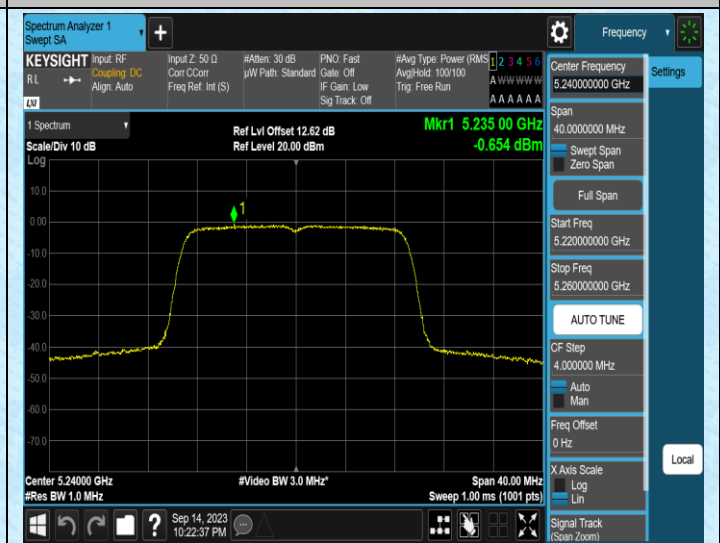 Spectrum Analyzer 1
Swept SA
+
Frequency
KEYSIGHT
Input: RF
Coupling: DC
Align: Auto
Input Z: 50 Ω
Corr CCorr
Freq Ref: Int (S)
#Atten: 30 dB
µW Path: Standard
PNO: Fast
Gate: Off
IF Gain: Low
Sig Track: Off
#Avg Type: Power (RMS
Avg|Hold: 100/100
Trig: Free Run
1 2 3 4 5 6
A W W W W W
A A A A A A
R L
LXI
1 Spectrum
Scale/Div 10 dB
Log
Ref Lvl Offset 12.62 dB
Ref Level 20.00 dBm
Mkr1 5.235 00 GHz
-0.654 dBm
10.0
0.00
-10.0
-20.0
-30.0
-40.0
-50.0
-60.0
-70.0
1
Center 5.24000 GHz
#Res BW 1.0 MHz
#Video BW 3.0 MHz*
Span 40.00 MHz
Sweep 1.00 ms (1001 pts)
Center Frequency
5.240000000 GHz
Settings
Span
40.0000000 MHz
Swept Span
Zero Span
Full Span
Start Freq
5.220000000 GHz
Stop Freq
5.260000000 GHz
AUTO TUNE
CF Step
4.000000 MHz
Auto
Man
Freq Offset
0 Hz
X Axis Scale
Log
Lin
Local
Signal Track
(Span Zoom)
?
Sep 14, 2023
10:22:37 PM